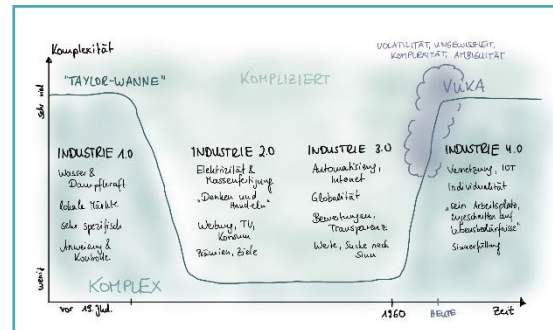 Komplexität
VOLATILITÄT, UNGEWISSHEIT,
KOMPLEXITÄT, AMBIGUITÄT
"TAYLOR-WANNE"
KOMPLIZIERT
VUKA
sehr viel
INDUSTRIE 1.0
Wasser &
Dampfkraft
lokale Märkte
sehr spezifisch
Anweisung &
Kontrolle
INDUSTRIE 2.0
Elektrizität &
Massenfertigung
"Denken und
Handeln"
Werbung, TV,
Konsum
Prämien, Ziele
INDUSTRIE 3.0
Automatisierung,
Internet
Globalität
Bewertungen,
Transparenz
Werte, Suche nach
Sinn
INDUSTRIE 4.0
Vernetzung, IOT
Individualität
"sein Arbeitsplatz,
zugeschnitten auf
Lebensbedürfnisse"
Sinnerfüllung
wenig
KOMPLEX
vor 19. Jhd.
1960
HEUTE
Zeit